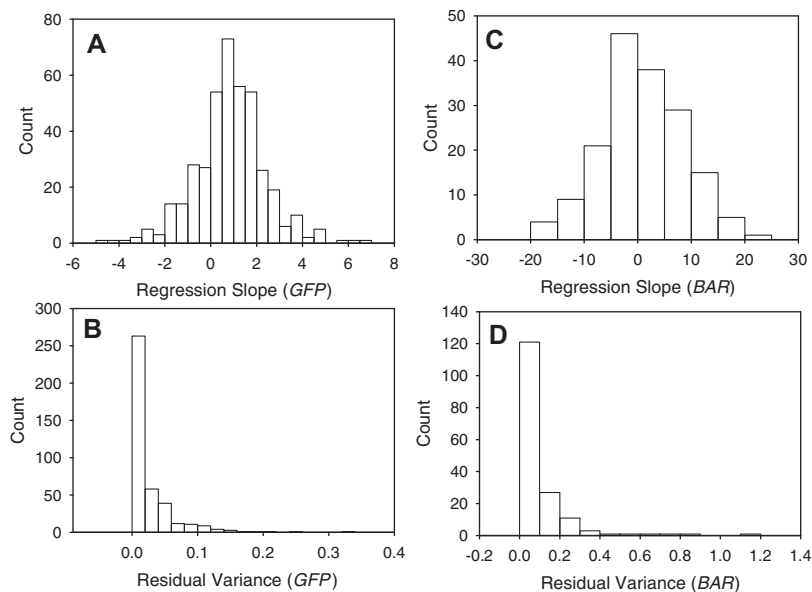 A
80
60
40
20
0
Count
-6 -4 -2 0 2 4 6 8
Regression Slope (GFP)
C
50
40
30
20
10
0
Count
-30 -20 -10 0 10 20 30
Regression Slope (BAR)
B
300
250
200
150
100
50
0
Count
0.0 0.1 0.2 0.3 0.4
Residual Variance (GFP)
D
140
120
100
80
60
40
20
0
Count
-0.2 0.0 0.2 0.4 0.6 0.8 1.0 1.2 1.4
Residual Variance (BAR)